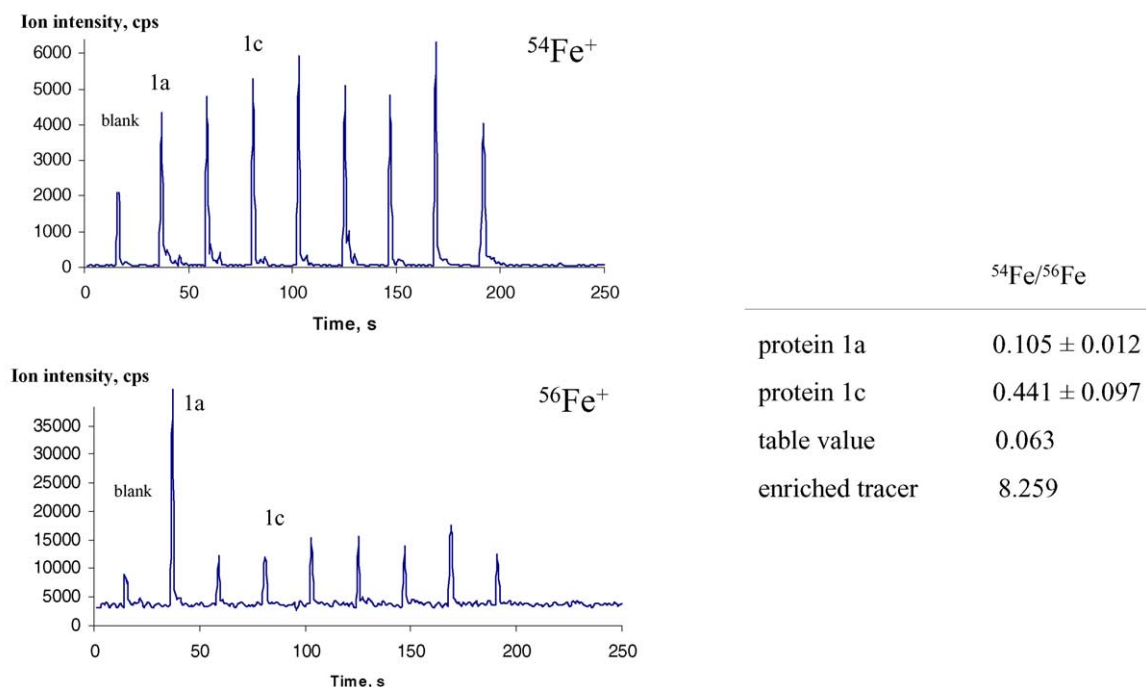 Ion intensity, cps
⁵⁴Fe⁺
6000
5000
4000
3000
2000
1000
0
blank
1a
1c
0 50 100 150 200 250
Time, s
Ion intensity, cps
⁵⁶Fe⁺
35000
30000
25000
20000
15000
10000
5000
0
blank
1a
1c
0 50 100 150 200 250
Time, s
⁵⁴Fe/⁵⁶Fe
protein 1a 0.105 ± 0.012
protein 1c 0.441 ± 0.097
table value 0.063
enriched tracer 8.259